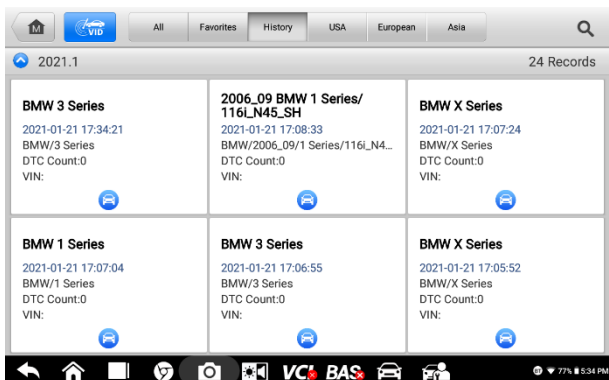 M
VID
All
Favorites
History
USA
European
Asia
2021.1
24 Records
BMW 3 Series
2021-01-21 17:34:21
BMW/3 Series
DTC Count:0
VIN:
2006_09 BMW 1 Series/
116i_N45_SH
2021-01-21 17:08:33
BMW/2006_09/1 Series/116i_N4...
DTC Count:0
VIN:
BMW X Series
2021-01-21 17:07:24
BMW/X Series
DTC Count:0
VIN:
BMW 1 Series
2021-01-21 17:07:04
BMW/1 Series
DTC Count:0
VIN:
BMW 3 Series
2021-01-21 17:06:55
BMW/3 Series
DTC Count:0
VIN:
BMW X Series
2021-01-21 17:05:52
BMW/X Series
DTC Count:0
VIN:
VCI
BAS
77% 5:34 PM